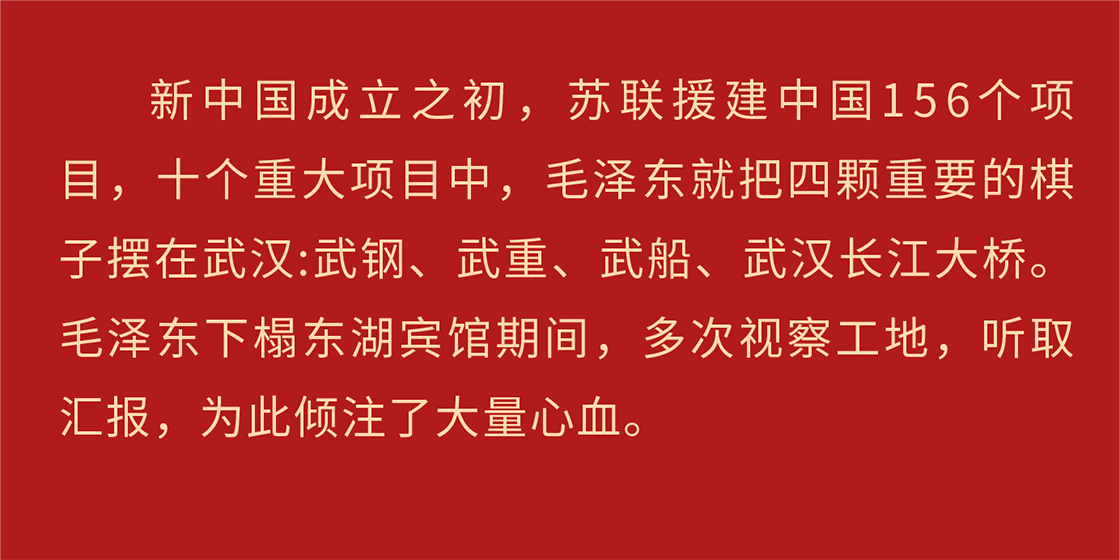 新中国成立之初，苏联援建中国156个项
目，十个重大项目中，毛泽东就把四颗重要的棋
子摆在武汉:武钢、武重、武船、武汉长江大桥。
毛泽东下榻东湖宾馆期间，多次视察工地，听取
汇报，为此倾注了大量心血。